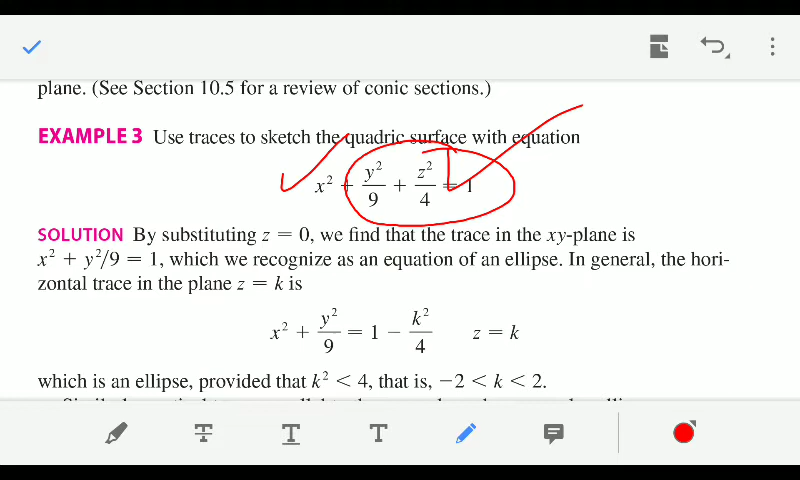 plane. (See Section 10.5 for a review of conic sections.)
EXAMPLE 3 Use traces to sketch the quadric surface with equation
x² + y²/9 + z²/4 = 1
SOLUTION By substituting z = 0, we find that the trace in the xy-plane is
x² + y²/9 = 1, which we recognize as an equation of an ellipse. In general, the hori-
zontal trace in the plane z = k is
x² + y²/9 = 1 − k²/4 z = k
which is an ellipse, provided that k² < 4, that is, −2 < k < 2.
T T T